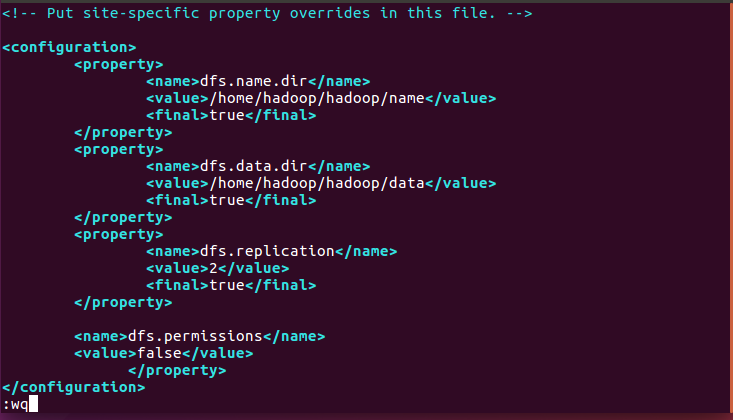 <!-- Put site-specific property overrides in this file. -->
<configuration>
<property>
<name>dfs.name.dir</name>
<value>/home/hadoop/hadoop/name</value>
<final>true</final>
</property>
<property>
<name>dfs.data.dir</name>
<value>/home/hadoop/hadoop/data</value>
<final>true</final>
</property>
<property>
<name>dfs.replication</name>
<value>2</value>
<final>true</final>
</property>
<name>dfs.permissions</name>
<value>false</value>
</property>
</configuration>
:wq